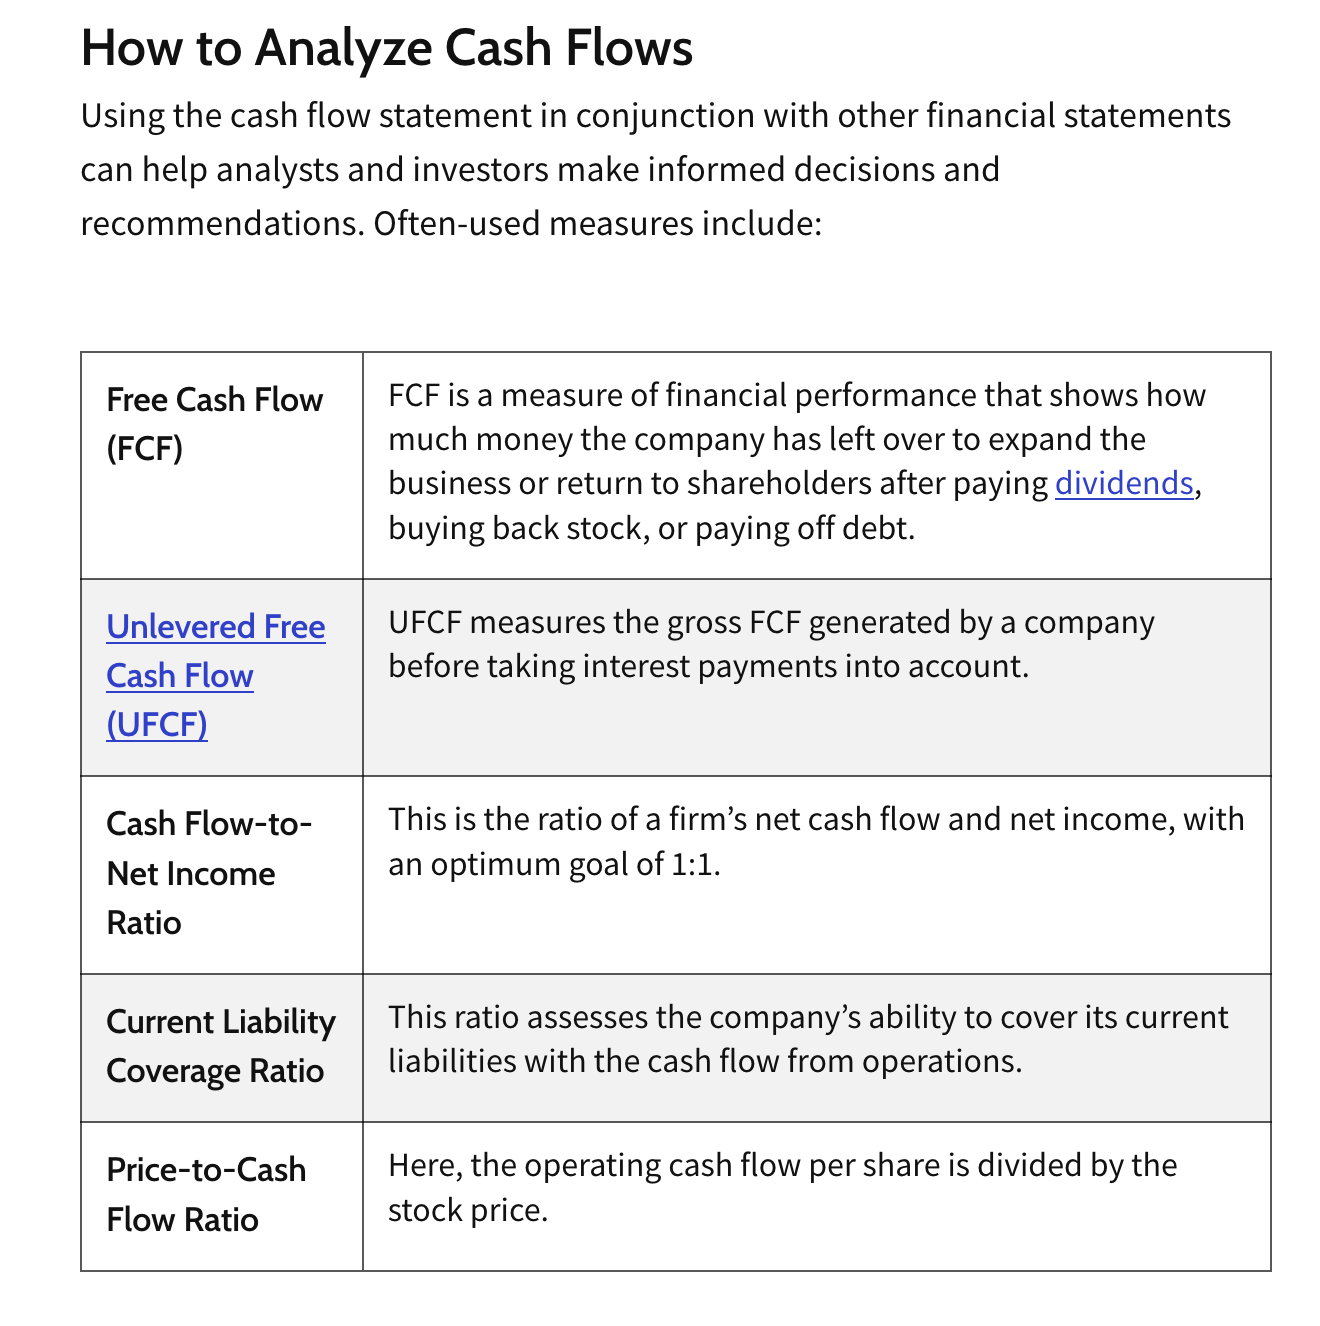 How to Analyze Cash Flows
Using the cash flow statement in conjunction with other financial statements
can help analysts and investors make informed decisions and
recommendations. Often-used measures include:
Free Cash Flow
(FCF)
FCF is a measure of financial performance that shows how
much money the company has left over to expand the
business or return to shareholders after paying dividends,
buying back stock, or paying off debt.
Unlevered Free
Cash Flow
(UFCF)
UFCF measures the gross FCF generated by a company
before taking interest payments into account.
Cash Flow-to-
Net Income
Ratio
This is the ratio of a firm’s net cash flow and net income, with
an optimum goal of 1:1.
Current Liability
Coverage Ratio
This ratio assesses the company’s ability to cover its current
liabilities with the cash flow from operations.
Price-to-Cash
Flow Ratio
Here, the operating cash flow per share is divided by the
stock price.